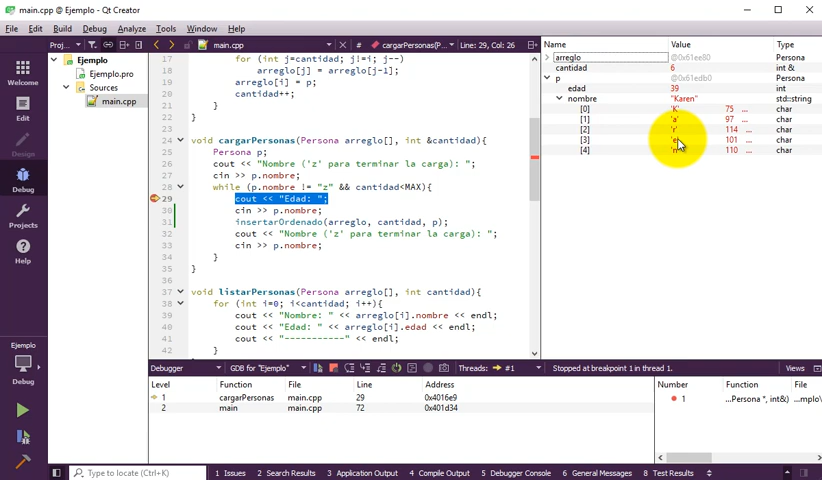 main.cpp @ Ejemplo - Qt Creator
File Edit Build Debug Analyze Tools Window Help
Proj... main.cpp # cargarPersonas(P... Line: 29, Col: 26
Welcome
Edit
Design
Debug
Projects
Help
Ejemplo
Debug
Ejemplo
Ejemplo.pro
Sources
main.cpp
17 for (int j=cantidad; j!=i; j--)
18 arreglo[j] = arreglo[j-1];
19 arreglo[i] = p;
20 cantidad++;
21 }
22 }
23
24 void cargarPersonas(Persona arreglo[], int &cantidad){
25 Persona p;
26 cout << "Nombre ('z' para terminar la carga): ";
27 cin >> p.nombre;
28 while (p.nombre != "z" && cantidad<MAX){
29 cout << "Edad: ";
30 cin >> p.nombre;
31 insertarOrdenado(arreglo, cantidad, p);
32 cout << "Nombre ('z' para terminar la carga): ";
33 cin >> p.nombre;
34 }
35 }
36
37 void listarPersonas(Persona arreglo[], int cantidad){
38 for (int i=0; i<cantidad; i++){
39 cout << "Nombre: " << arreglo[i].nombre << endl;
40 cout << "Edad: " << arreglo[i].edad << endl;
41 cout << "-----------" << endl;
42 }
Name Value Type
arreglo @0x61ee80 Persona
cantidad 6 int &
p @0x61edb0 Persona
edad 39 int
nombre "Karen" std::string
[0] 'K' 75 ... char
[1] 'a' 97 ... char
[2] 'r' 114 ... char
[3] 'e' 101 ... char
[4] 'n' 110 ... char
Debugger GDB for "Ejemplo" Threads: #1 Stopped at breakpoint 1 in thread 1. Views
Level Function File Line Address
1 cargarPersonas main.cpp 29 0x4016e9
2 main main.cpp 72 0x401d34
Number Function File
1 ...Persona *, int&) ...mplo\
Type to locate (Ctrl+K) 1 Issues 2 Search Results 3 Application Output 4 Compile Output 5 Debugger Console 6 General Messages 8 Test Results